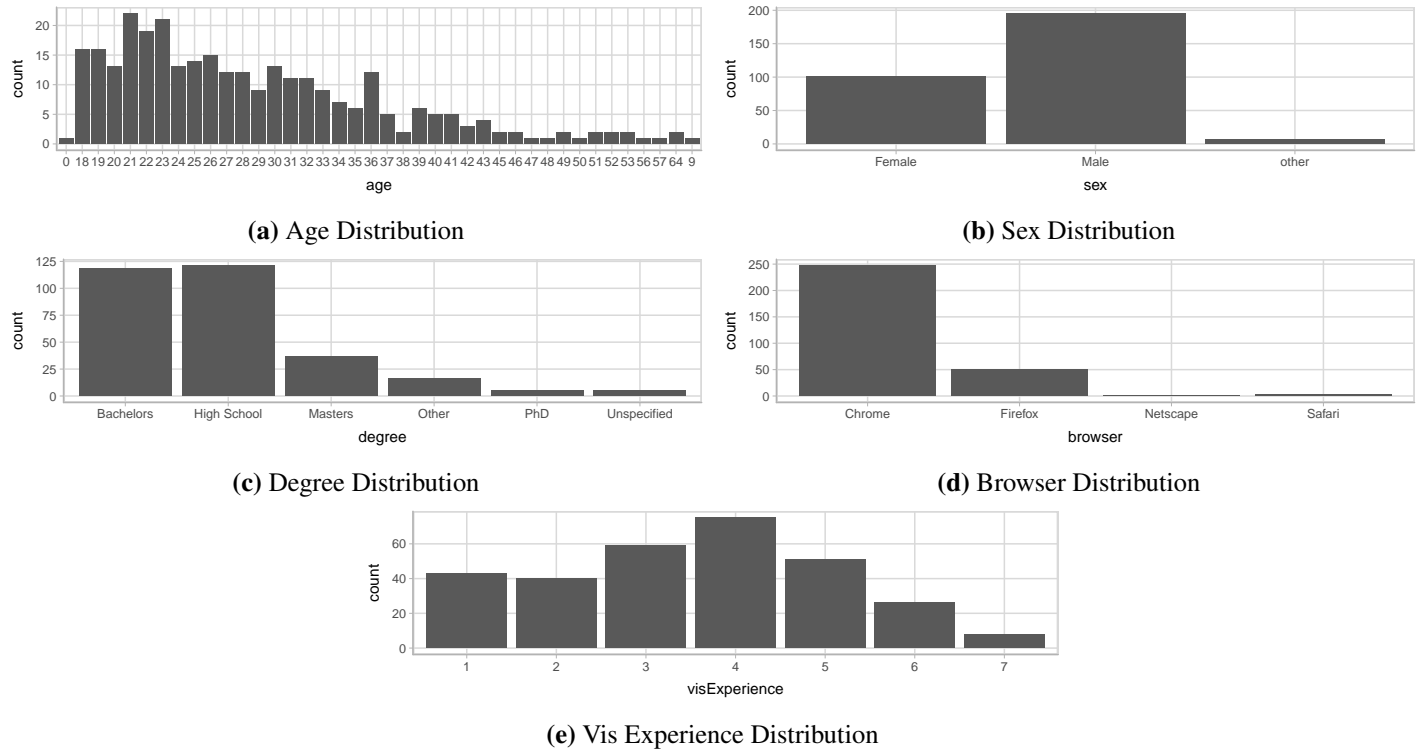 20
15
10
5
0
count
0 18 19 20 21 22 23 24 25 26 27 28 29 30 31 32 33 34 35 36 37 38 39 40 41 42 43 45 46 47 48 49 50 51 52 53 56 57 64 9
age
(a) Age Distribution
200
150
100
50
0
count
Female Male other
sex
(b) Sex Distribution
125
100
75
50
25
0
count
Bachelors High School Masters Other PhD Unspecified
degree
(c) Degree Distribution
250
200
150
100
50
0
count
Chrome Firefox Netscape Safari
browser
(d) Browser Distribution
60
40
20
0
count
1 2 3 4 5 6 7
visExperience
(e) Vis Experience Distribution